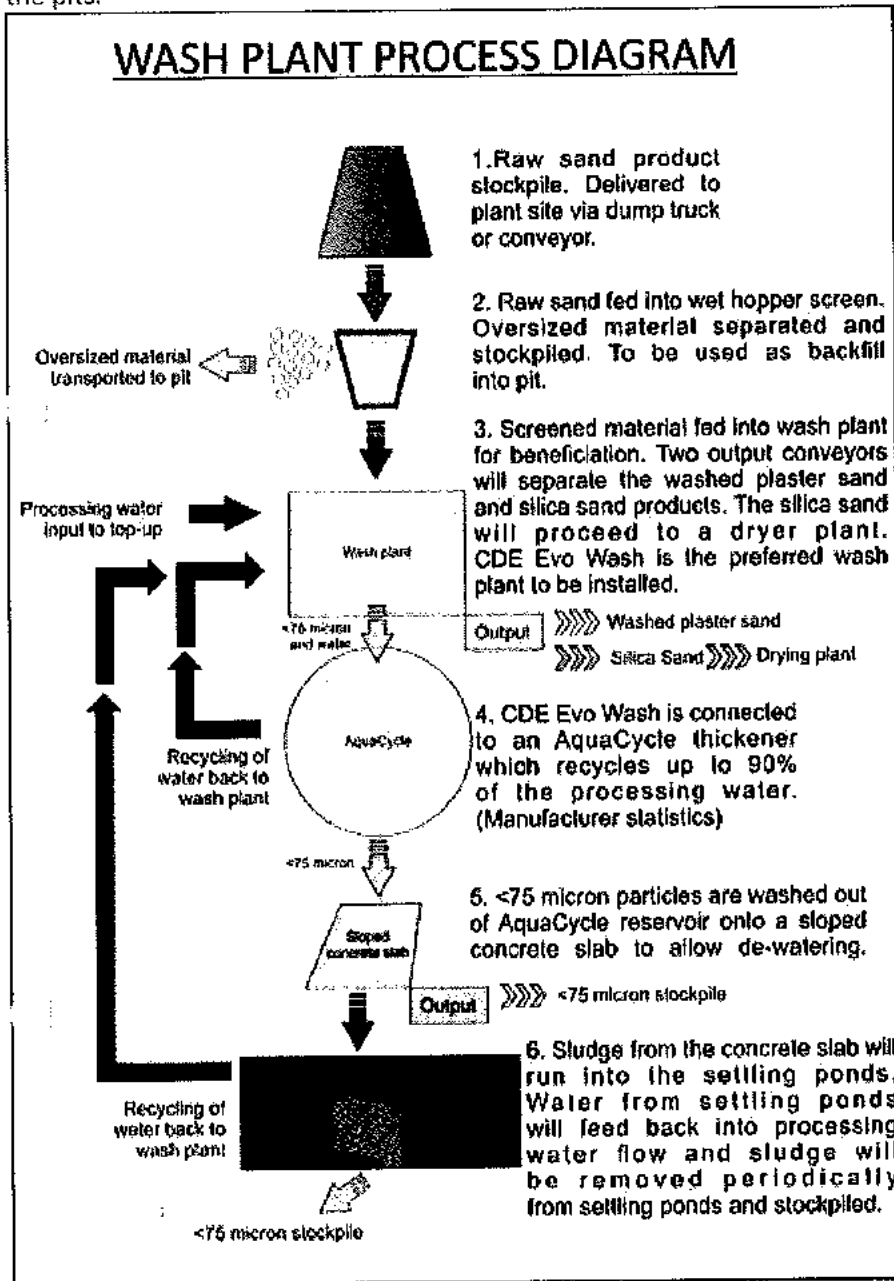 the pits.
WASH PLANT PROCESS DIAGRAM
1.Raw sand product
stockpile. Delivered to
plant site via dump truck
or conveyor.
2. Raw sand fed into wet hopper screen.
Oversized material separated and
stockpiled. To be used as backfill
into pit.
Oversized material
transported to pit
3. Screened material fed into wash plant
for beneficiation. Two output conveyors
will separate the washed plaster sand
and silica sand products. The silica sand
will proceed to a dryer plant.
CDE Evo Wash is the preferred wash
plant to be installed.
Processing water
input to top-up
Wash plant
<75 micron
and water
Output
Washed plaster sand
Silica Sand
Drying plant
4. CDE Evo Wash is connected
to an AquaCycle thickener
which recycles up to 90%
of the processing water.
(Manufacturer statistics)
AquaCycle
Recycling of
water back to
wash plant
<75 micron
5. <75 micron particles are washed out
of AquaCycle reservoir onto a sloped
concrete slab to allow de-watering.
Sloped
concrete slab
Output
<75 micron stockpile
6. Sludge from the concrete slab will
run into the settling ponds.
Water from settling ponds
will feed back into processing
water flow and sludge will
be removed periodically
from settling ponds and stockpiled.
Recycling of
water back to
wash plant
<75 micron stockpile